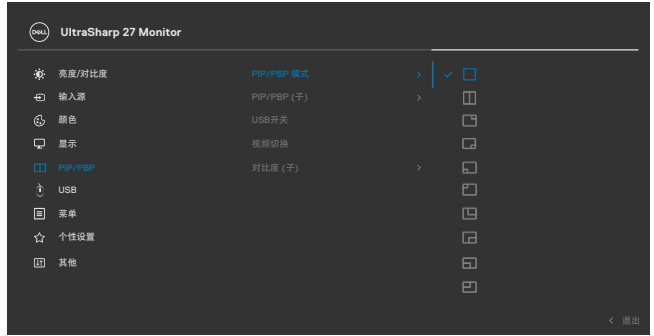 DELL UltraSharp 27 Monitor
亮度/对比度 PIP/PBP 模式
输入源 PIP/PBP (子)
颜色 USB开关
显示 视频切换
PIP/PBP 对比度 (子)
USB
菜单
个性设置
其他
退出